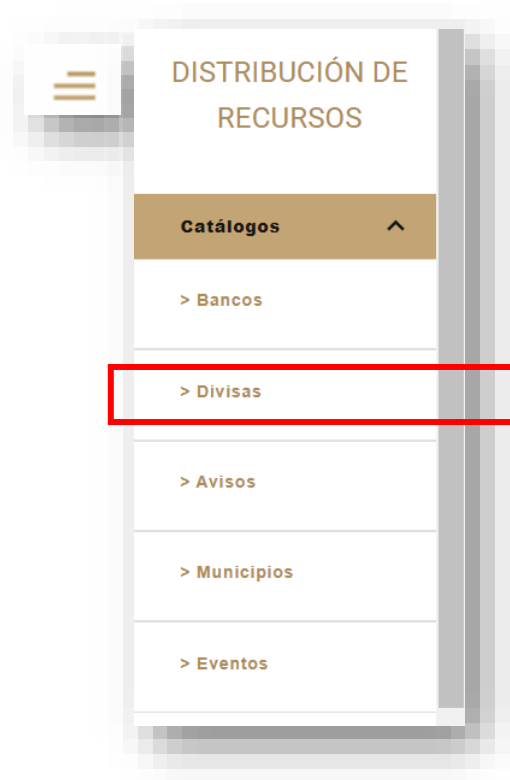 DISTRIBUCIÓN DE
RECURSOS
Catálogos
> Bancos
> Divisas
> Avisos
> Municipios
> Eventos